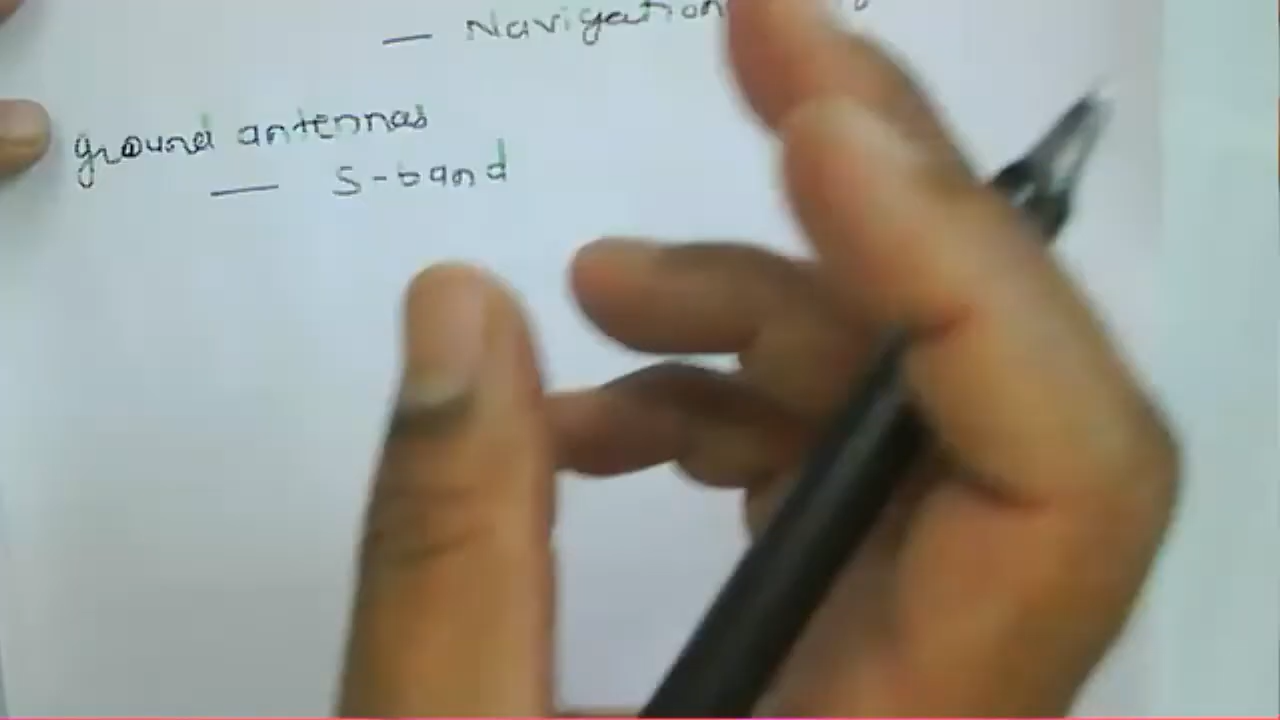 — Navigation
ground antennas
— S-band